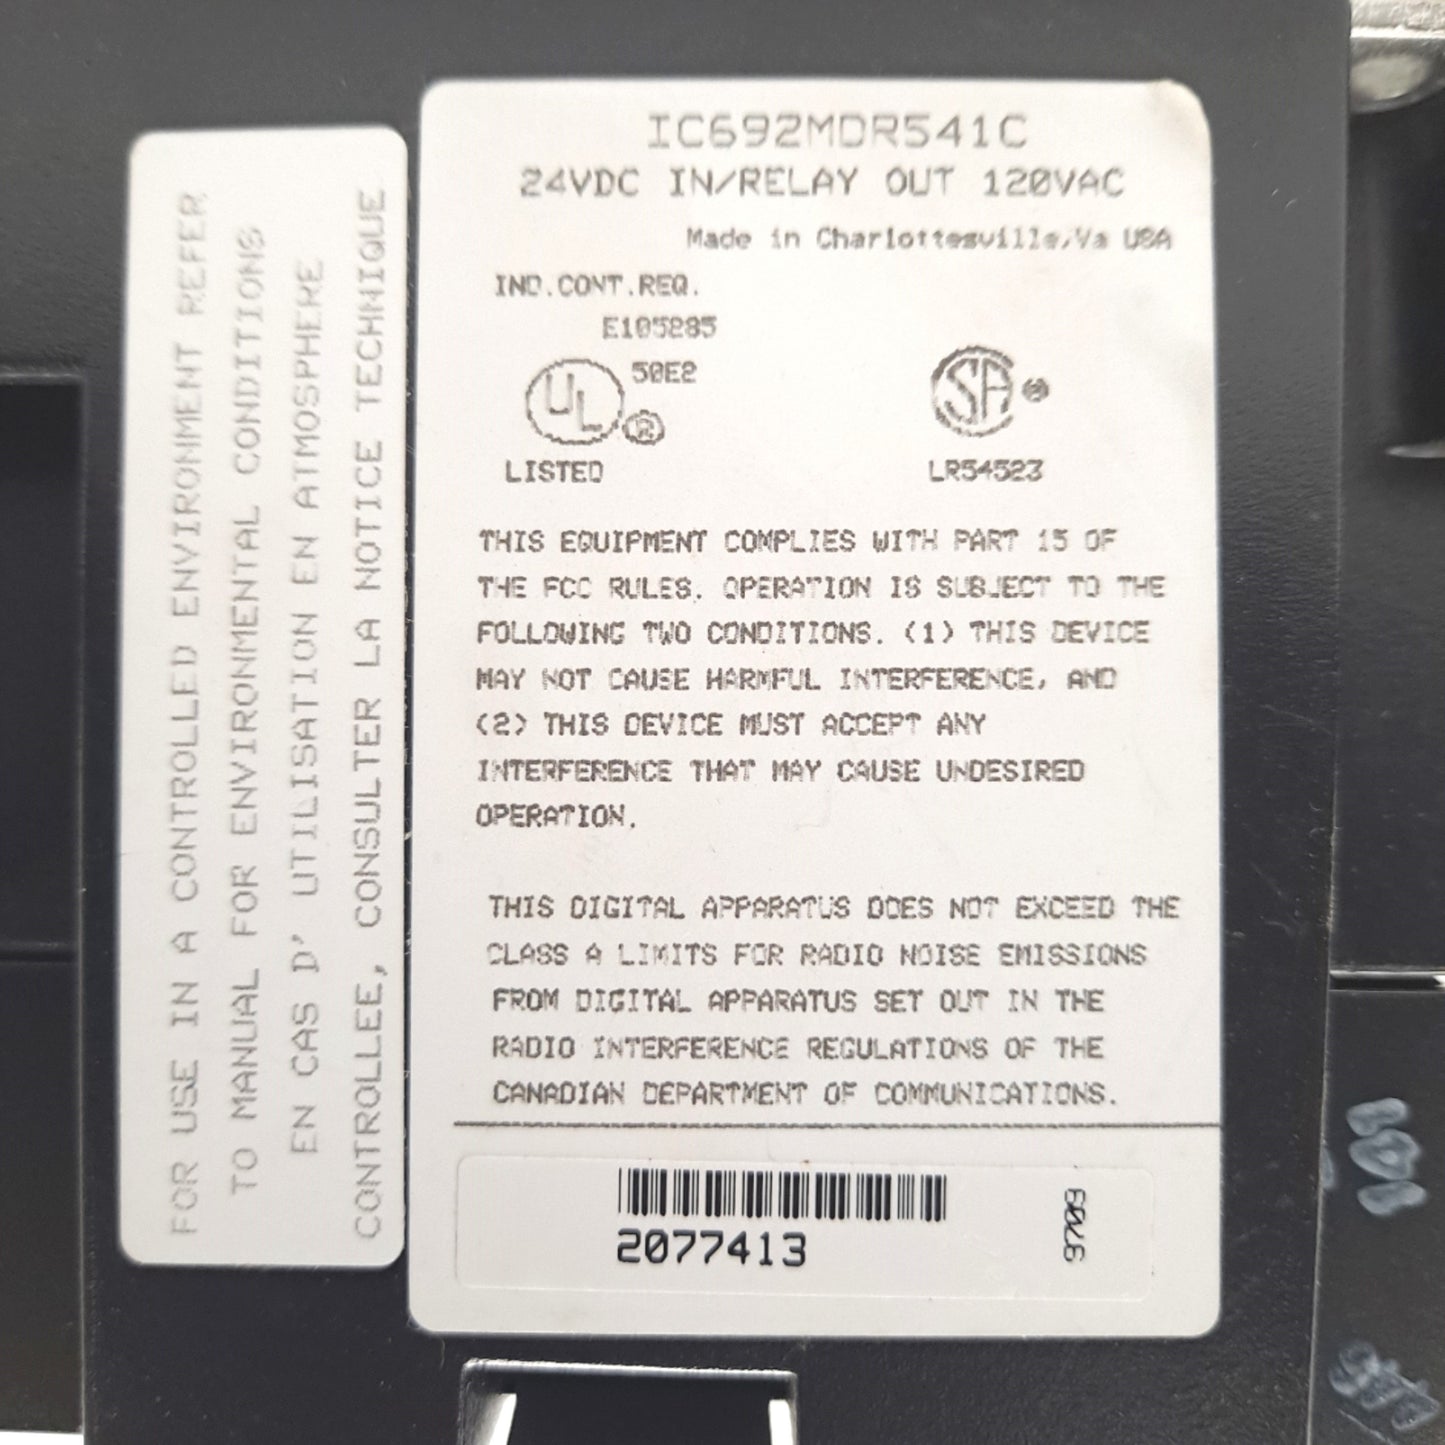 FOR USE IN A CONTROLLED ENVIRONMENT REFER
TO MANUAL FOR ENVIRONMENTAL CONDITIONS
EN CAS D' UTILISATION EN ATMOSPHERE
CONTROLLEE, CONSULTER LA NOTICE TECHNIQUE
IC692MDR541C
24VDC IN/RELAY OUT 120VAC
Made in Charlottesville,Va USA
IND.CONT.REQ.
E105285
UL 50E2
®
SA ®
LISTED
LR54523
THIS EQUIPMENT COMPLIES WITH PART 15 OF
THE FCC RULES. OPERATION IS SUBJECT TO THE
FOLLOWING TWO CONDITIONS. (1) THIS DEVICE
MAY NOT CAUSE HARMFUL INTERFERENCE, AND
(2) THIS DEVICE MUST ACCEPT ANY
INTERFERENCE THAT MAY CAUSE UNDESIRED
OPERATION.
THIS DIGITAL APPARATUS DOES NOT EXCEED THE
CLASS A LIMITS FOR RADIO NOISE EMISSIONS
FROM DIGITAL APPARATUS SET OUT IN THE
RADIO INTERFERENCE REGULATIONS OF THE
CANADIAN DEPARTMENT OF COMMUNICATIONS.
2077413